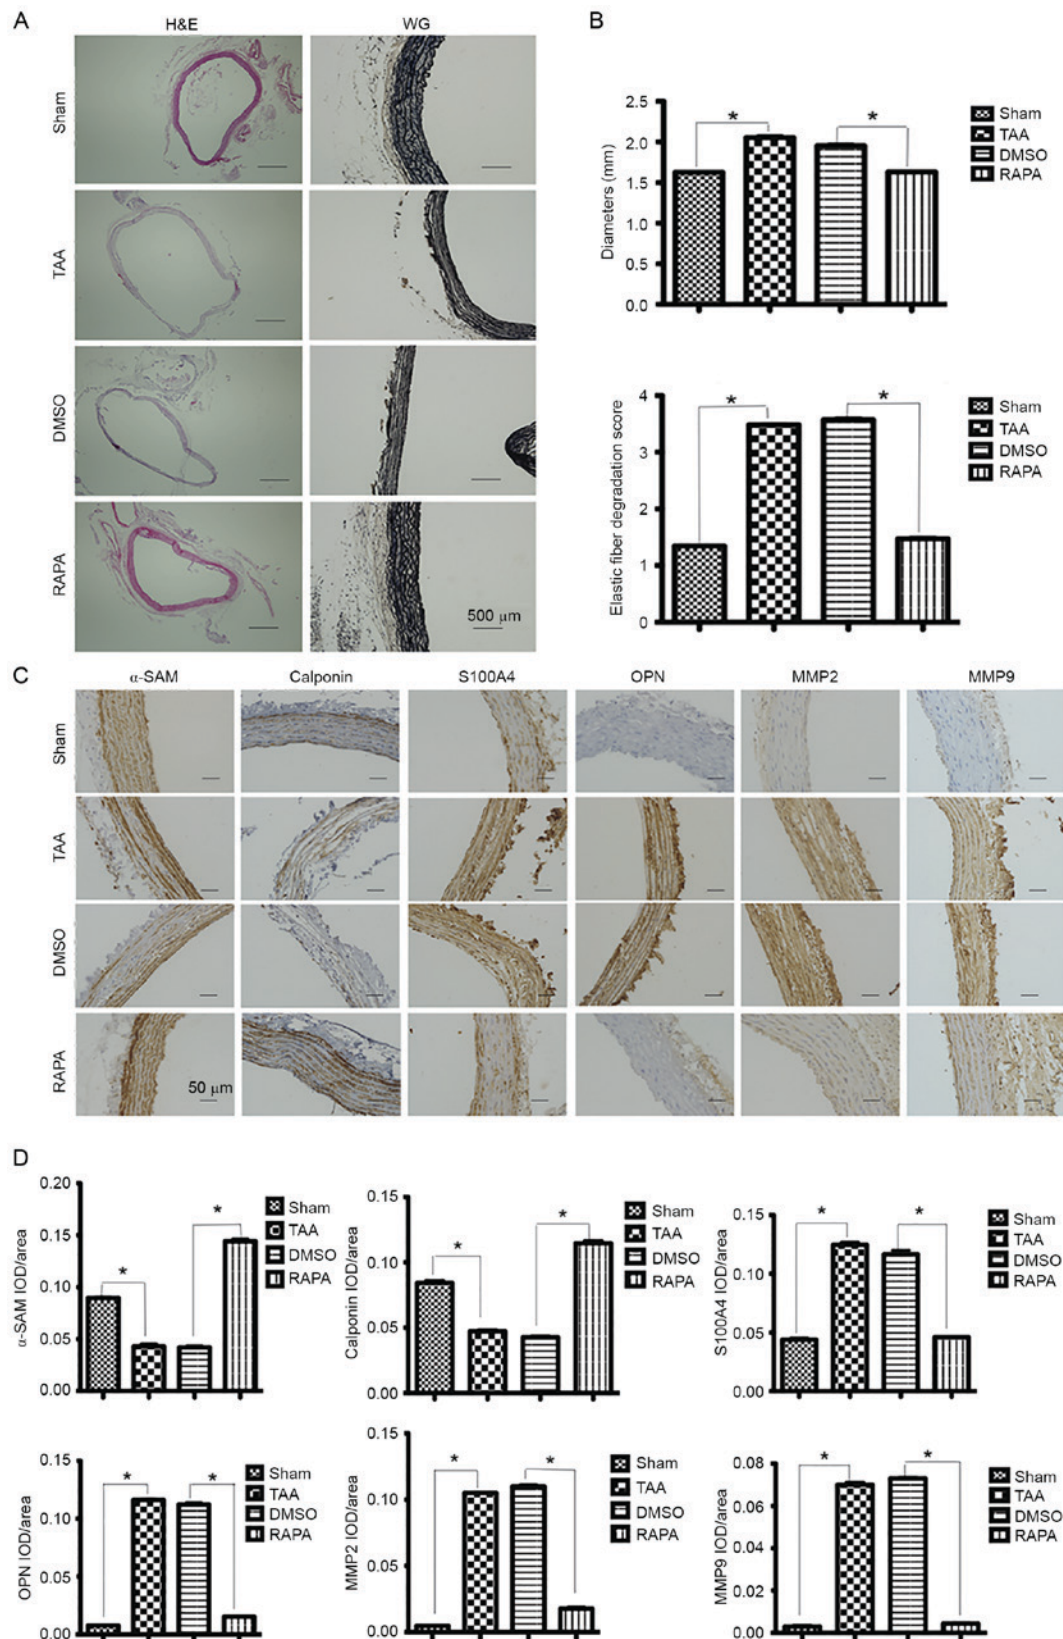 A
H&E
WG
Sham
TAA
DMSO
RAPA
500 μm
B
Diameters (mm)
2.5
2.0
1.5
1.0
0.5
0.0
*
*
Sham
TAA
DMSO
RAPA
Elastic fiber degradation score
4
3
2
1
0
*
*
Sham
TAA
DMSO
RAPA
C
α-SAM
Calponin
S100A4
OPN
MMP2
MMP9
Sham
TAA
DMSO
RAPA
50 μm
D
α-SAM IOD/area
0.20
0.15
0.10
0.05
0.00
*
*
Sham
TAA
DMSO
RAPA
Calponin IOD/area
0.15
0.10
0.05
0.00
*
*
Sham
TAA
DMSO
RAPA
S100A4 IOD/area
0.15
0.10
0.05
0.00
*
*
Sham
TAA
DMSO
RAPA
OPN IOD/area
0.15
0.10
0.05
0.00
*
*
Sham
TAA
DMSO
RAPA
MMP2 IOD/area
0.15
0.10
0.05
0.00
*
*
Sham
TAA
DMSO
RAPA
MMP9 IOD/area
0.08
0.06
0.04
0.02
0.00
*
*
Sham
TAA
DMSO
RAPA